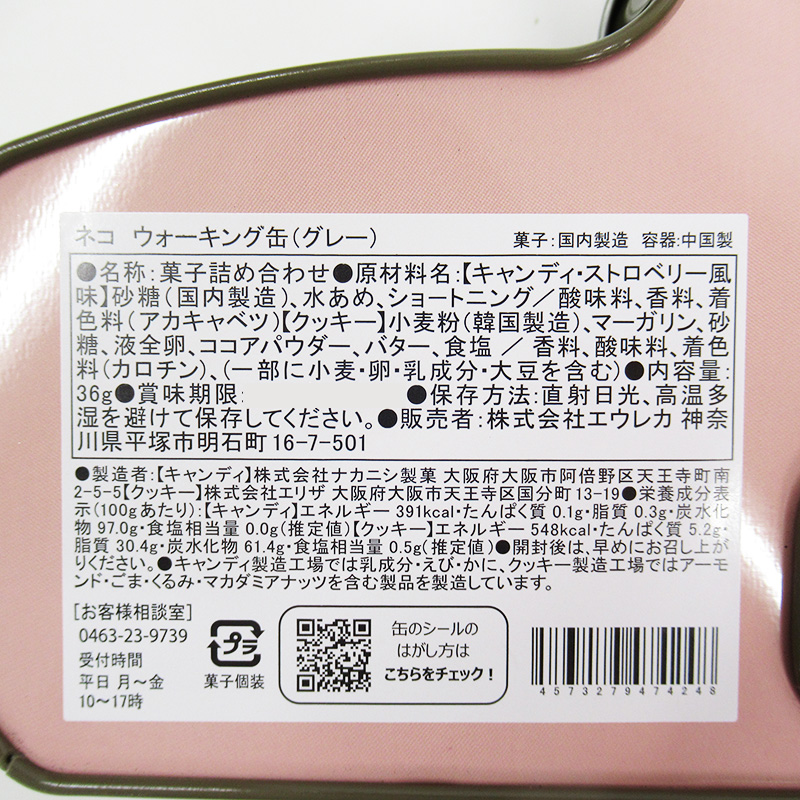 ネコ ウォーキング缶(グレー) 菓子:国内製造 容器:中国製
●名称:菓子詰め合わせ●原材料名:【キャンディ・ストロベリー風
味】砂糖(国内製造)、水あめ、ショートニング／酸味料、香料、着
色料(アカキャベツ)【クッキー】小麦粉(韓国製造)、マーガリン、砂
糖、液全卵、ココアパウダー、バター、食塩／香料、酸味料、着色
料(カロチン)、(一部に小麦・卵・乳成分・大豆を含む)●内容量:
36g●賞味期限: ●保存方法:直射日光、高温多
湿を避けて保存してください。●販売者:株式会社エウレカ 神奈
川県平塚市明石町16-7-501
●製造者:【キャンディ】株式会社ナカニシ製菓 大阪府大阪市阿倍野区天王寺町南
2-5-5【クッキー】株式会社エリザ 大阪府大阪市天王寺区国分町13-19●栄養成分表
示(100gあたり):【キャンディ】エネルギー 391kcal・たんぱく質 0.1g・脂質 0.3g・炭水化
物 97.0g・食塩相当量 0.0g(推定値)【クッキー】エネルギー 548kcal・たんぱく質 5.2g・
脂質 30.4g・炭水化物 61.4g・食塩相当量 0.5g(推定値)●開封後は、早めにお召し上が
りください。●キャンディ製造工場では乳成分・えび・かに、クッキー製造工場ではアーモ
ンド・ごま・くるみ・マカダミアナッツを含む製品を製造しています。
[お客様相談室]
0463-23-9739
受付時間
平日 月～金
10～17時
プラ
菓子個装
缶のシールの
はがし方は
こちらをチェック!
4573279474248